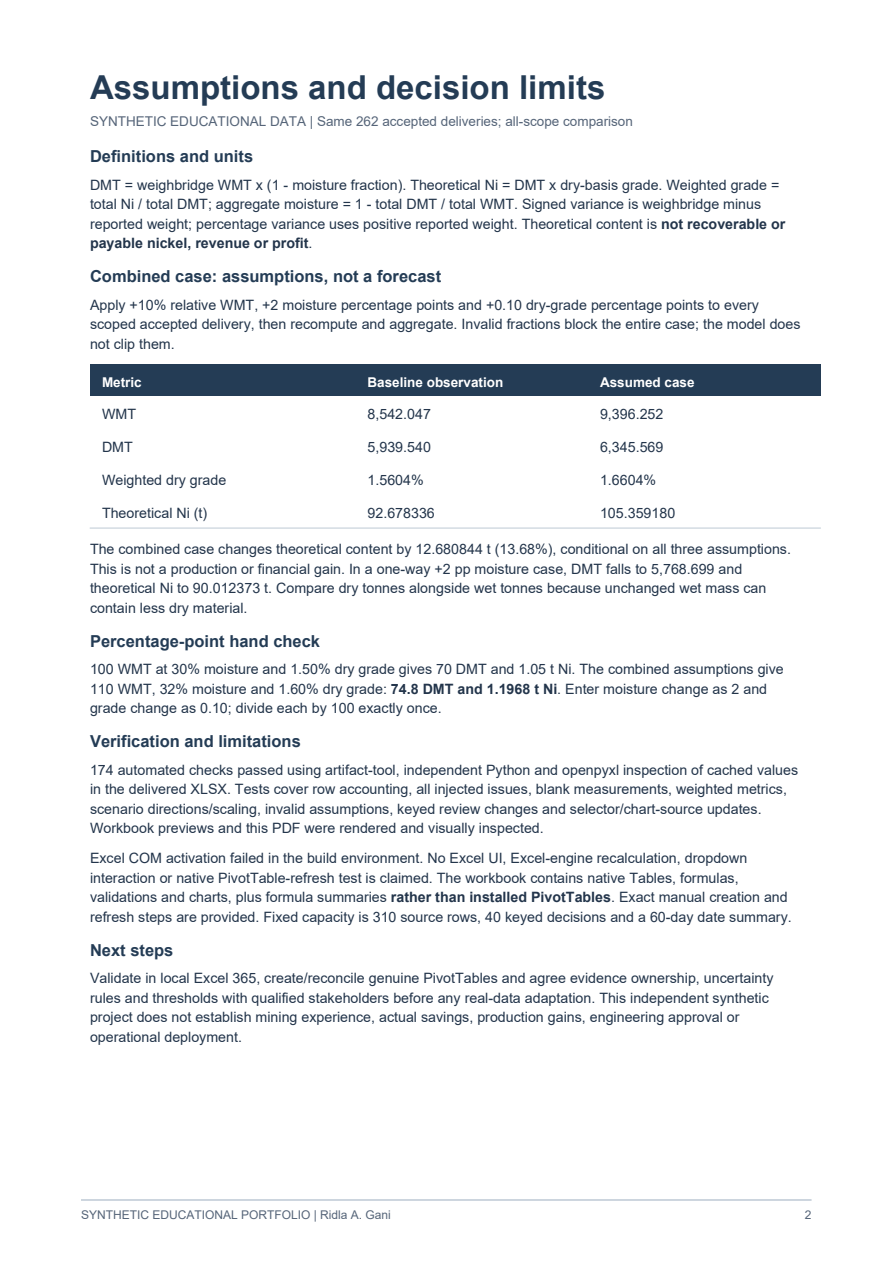 Assumptions and decision limits
SYNTHETIC EDUCATIONAL DATA | Same 262 accepted deliveries; all-scope comparison
Definitions and units
DMT = weighbridge WMT x (1 - moisture fraction). Theoretical Ni = DMT x dry-basis grade. Weighted grade =
total Ni / total DMT; aggregate moisture = 1 - total DMT / total WMT. Signed variance is weighbridge minus
reported weight; percentage variance uses positive reported weight. Theoretical content is not recoverable or
payable nickel, revenue or profit.
Combined case: assumptions, not a forecast
Apply +10% relative WMT, +2 moisture percentage points and +0.10 dry-grade percentage points to every
scoped accepted delivery, then recompute and aggregate. Invalid fractions block the entire case; the model does
not clip them.
Metric Baseline observation Assumed case
WMT 8,542.047 9,396.252
DMT 5,939.540 6,345.569
Weighted dry grade 1.5604% 1.6604%
Theoretical Ni (t) 92.678336 105.359180
The combined case changes theoretical content by 12.680844 t (13.68%), conditional on all three assumptions.
This is not a production or financial gain. In a one-way +2 pp moisture case, DMT falls to 5,768.699 and
theoretical Ni to 90.012373 t. Compare dry tonnes alongside wet tonnes because unchanged wet mass can
contain less dry material.
Percentage-point hand check
100 WMT at 30% moisture and 1.50% dry grade gives 70 DMT and 1.05 t Ni. The combined assumptions give
110 WMT, 32% moisture and 1.60% dry grade: 74.8 DMT and 1.1968 t Ni. Enter moisture change as 2 and
grade change as 0.10; divide each by 100 exactly once.
Verification and limitations
174 automated checks passed using artifact-tool, independent Python and openpyxl inspection of cached values
in the delivered XLSX. Tests cover row accounting, all injected issues, blank measurements, weighted metrics,
scenario directions/scaling, invalid assumptions, keyed review changes and selector/chart-source updates.
Workbook previews and this PDF were rendered and visually inspected.
Excel COM activation failed in the build environment. No Excel UI, Excel-engine recalculation, dropdown
interaction or native PivotTable-refresh test is claimed. The workbook contains native Tables, formulas,
validations and charts, plus formula summaries rather than installed PivotTables. Exact manual creation and
refresh steps are provided. Fixed capacity is 310 source rows, 40 keyed decisions and a 60-day date summary.
Next steps
Validate in local Excel 365, create/reconcile genuine PivotTables and agree evidence ownership, uncertainty
rules and thresholds with qualified stakeholders before any real-data adaptation. This independent synthetic
project does not establish mining experience, actual savings, production gains, engineering approval or
operational deployment.
SYNTHETIC EDUCATIONAL PORTFOLIO | Ridla A. Gani 2